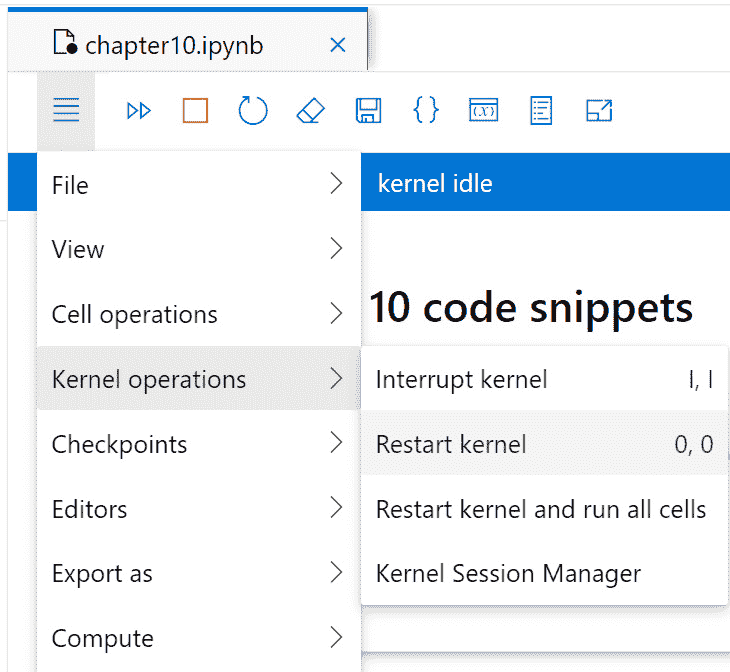 chapter10.ipynb
{} (x)
File
kernel idle
View
10 code snippets
Cell operations
Kernel operations
Interrupt kernel I, I
Checkpoints
Restart kernel 0, 0
Editors
Restart kernel and run all cells
Export as
Kernel Session Manager
Compute